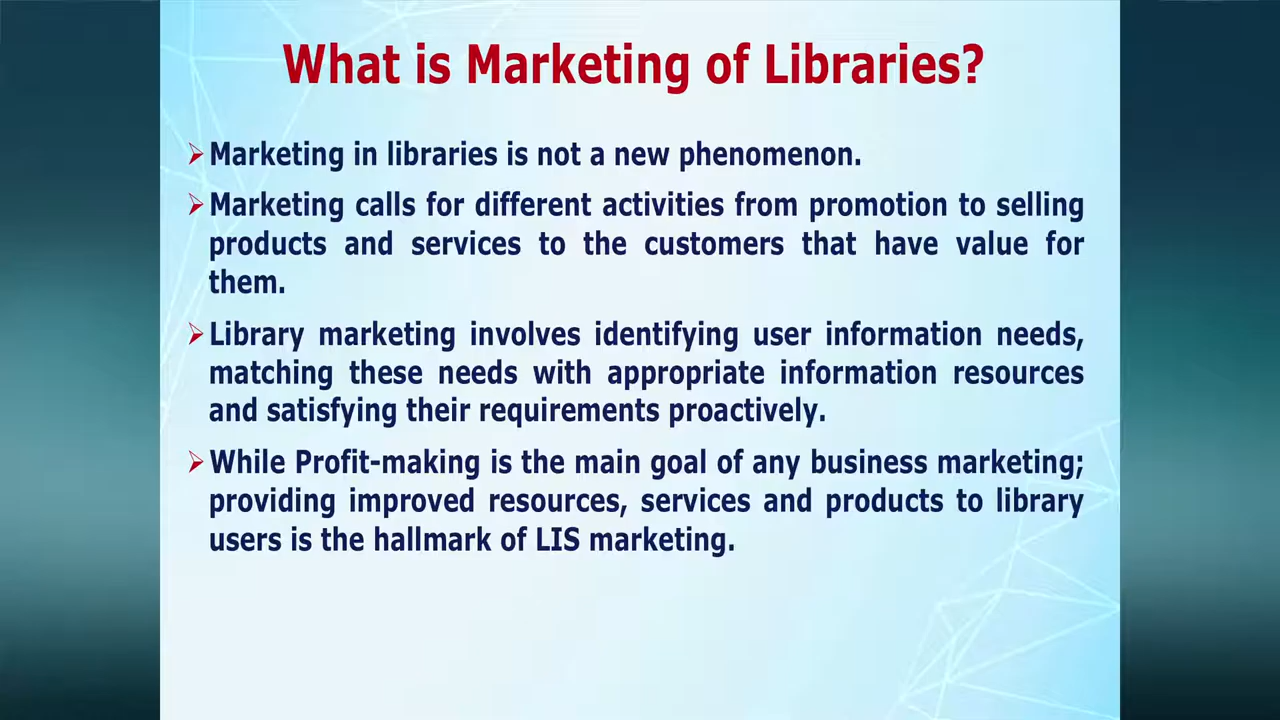 What is Marketing of Libraries?
➢Marketing in libraries is not a new phenomenon.
➢Marketing calls for different activities from promotion to selling
products and services to the customers that have value for
them.
➢Library marketing involves identifying user information needs,
matching these needs with appropriate information resources
and satisfying their requirements proactively.
➢While Profit-making is the main goal of any business marketing;
providing improved resources, services and products to library
users is the hallmark of LIS marketing.